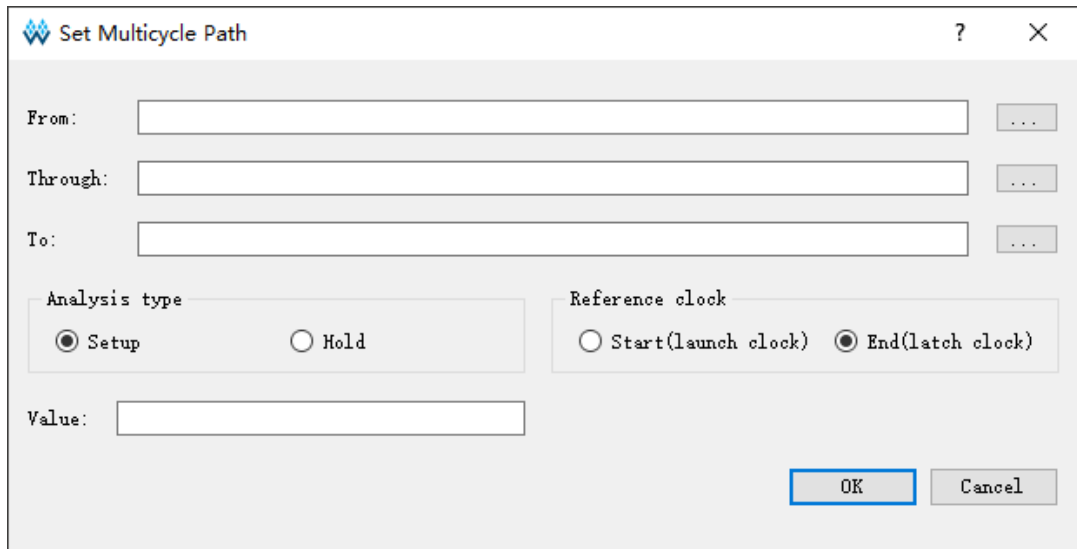 Set Multicycle Path ?
From: ...
Through: ...
To: ...
Analysis type Reference clock
Setup Hold Start(launch clock) End(latch clock)
Value:
OK Cancel